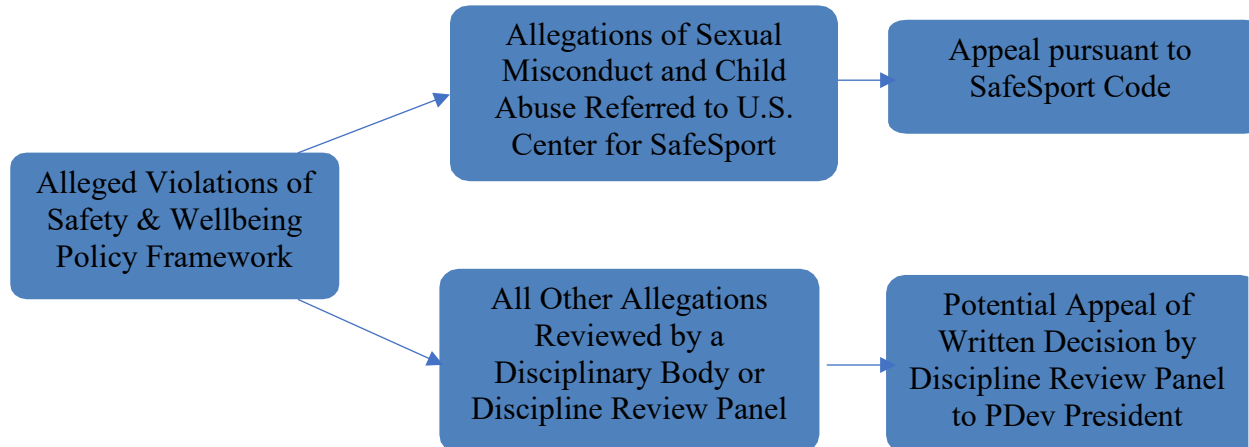 Allegations of Sexual
Misconduct and Child
Abuse Referred to U.S.
Center for SafeSport
Appeal pursuant to
SafeSport Code
Alleged Violations of
Safety & Wellbeing
Policy Framework
All Other Allegations
Reviewed by a
Disciplinary Body or
Discipline Review Panel
Potential Appeal of
Written Decision by
Discipline Review Panel
to PDev President